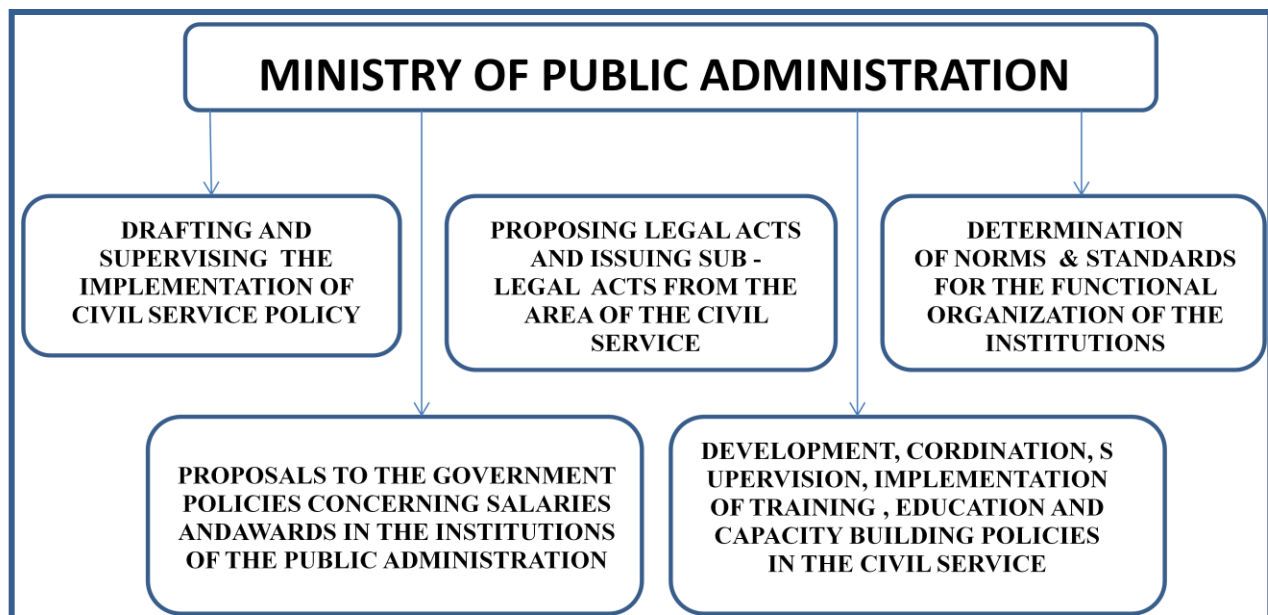 MINISTRY OF PUBLIC ADMINISTRATION
DRAFTING AND
SUPERVISING THE
IMPLEMENTATION OF
CIVIL SERVICE POLICY
PROPOSING LEGAL ACTS
AND ISSUING SUB -
LEGAL ACTS FROM THE
AREA OF THE CIVIL
SERVICE
DETERMINATION
OF NORMS & STANDARDS
FOR THE FUNCTIONAL
ORGANIZATION OF THE
INSTITUTIONS
PROPOSALS TO THE GOVERNMENT
POLICIES CONCERNING SALARIES
ANDAWARDS IN THE INSTITUTIONS
OF THE PUBLIC ADMINISTRATION
DEVELOPMENT, CORDINATION, S
UPERVISION, IMPLEMENTATION
OF TRAINING , EDUCATION AND
CAPACITY BUILDING POLICIES
IN THE CIVIL SERVICE